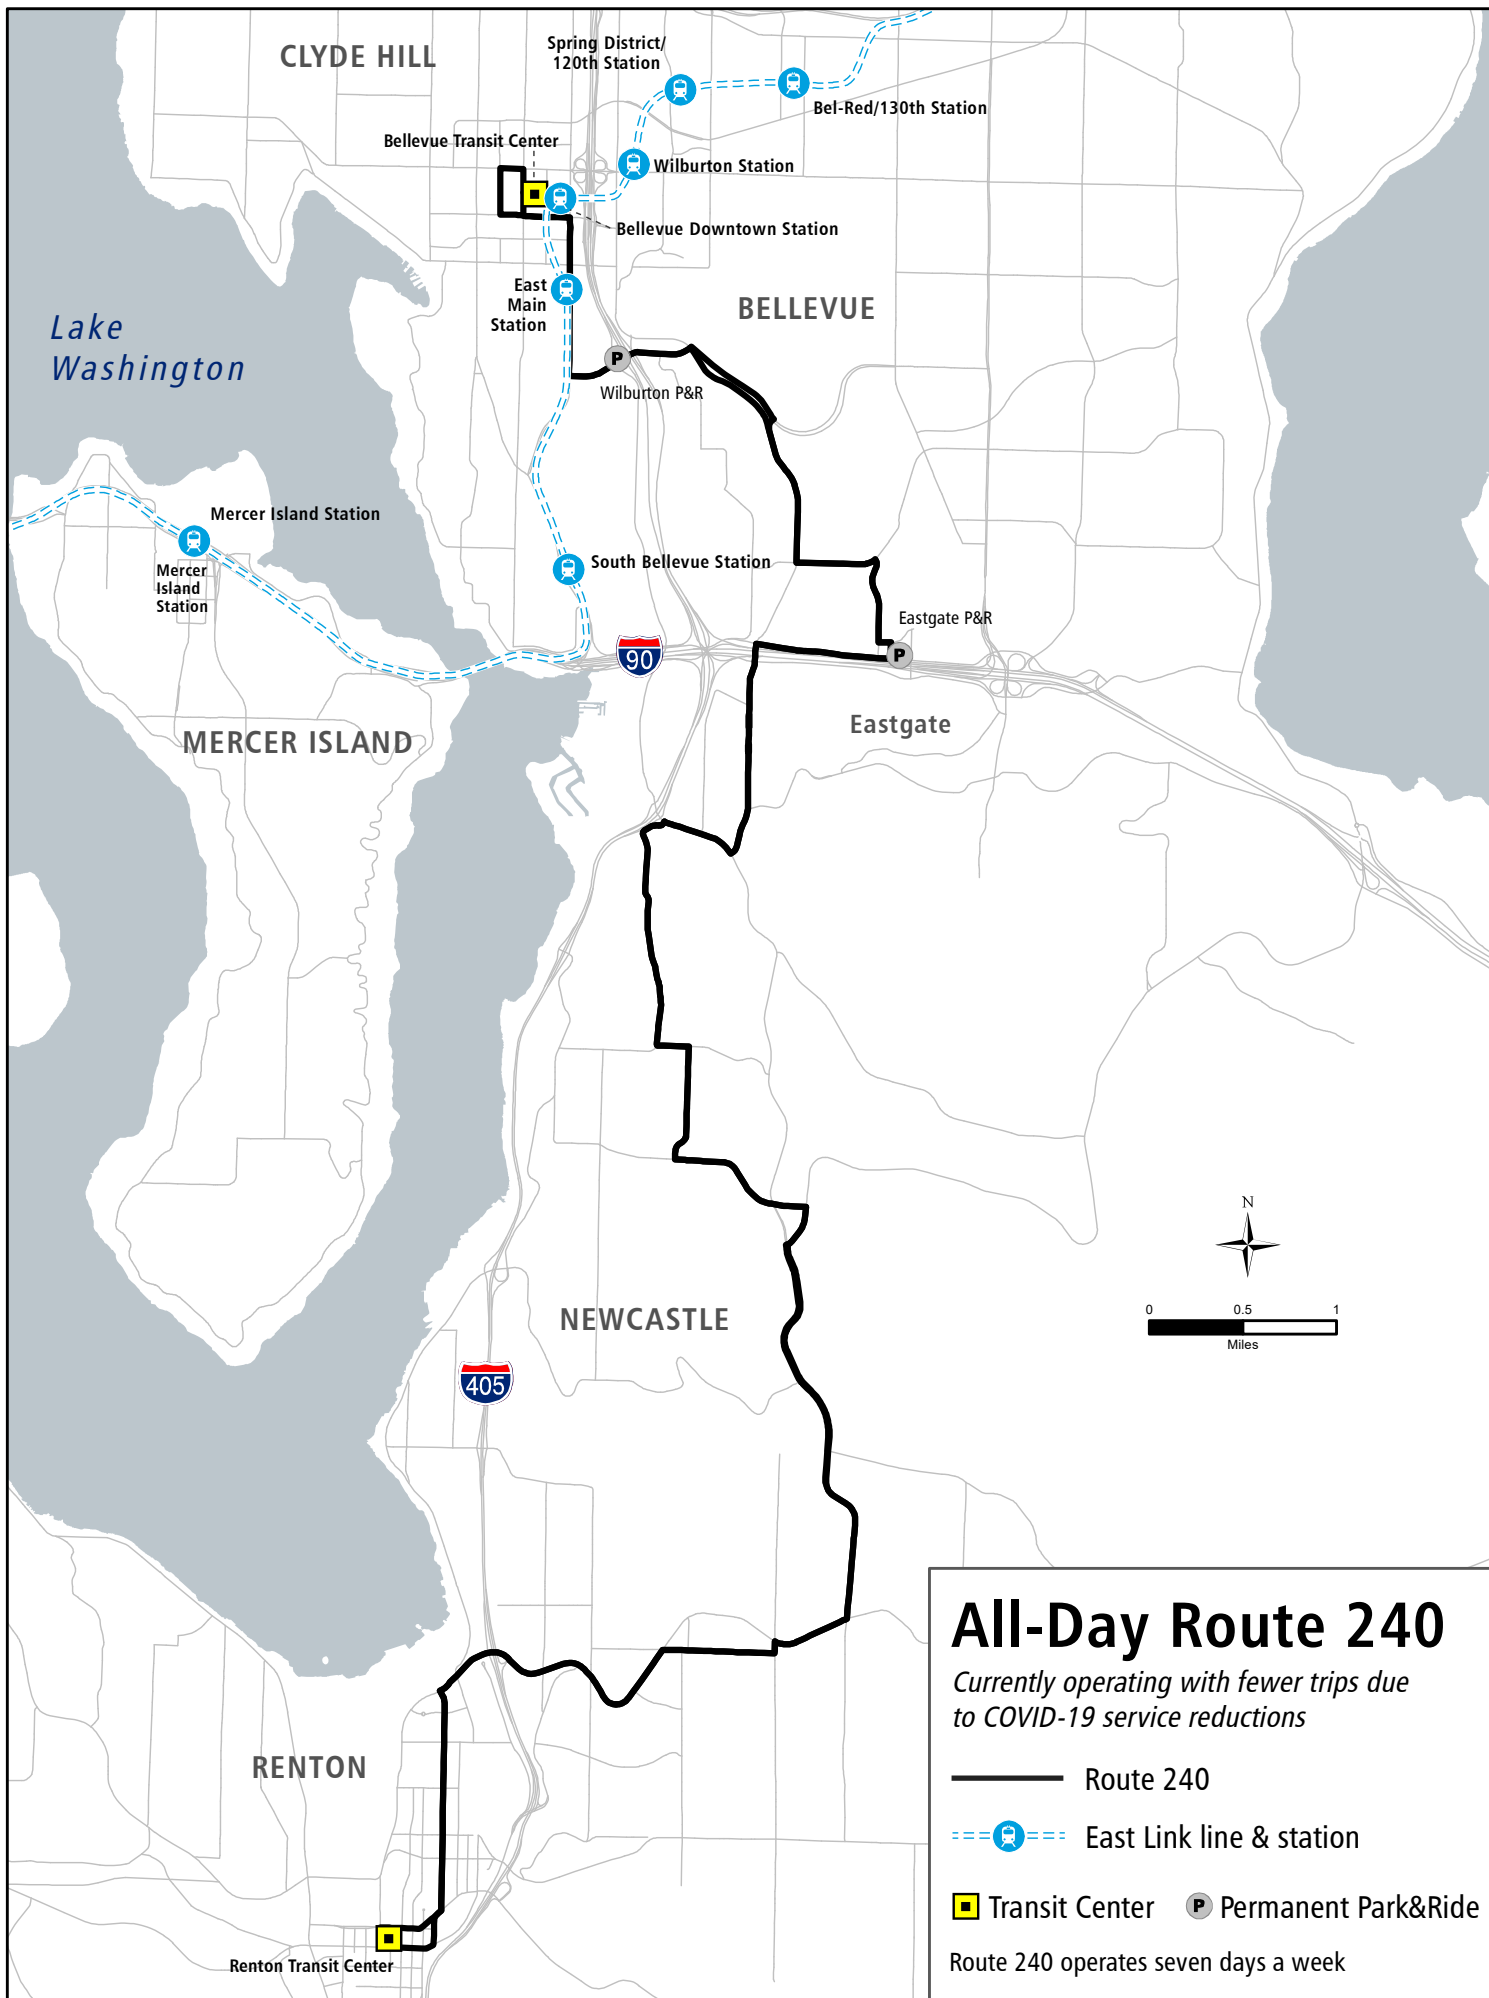 CLYDE HILL
Spring District/
120th Station
Bel-Red/130th Station
Bellevue Transit Center
Wilburton Station
Bellevue Downtown Station
East
Main
Station
BELLEVUE
Lake
Washington
P
Wilburton P&R
Mercer Island Station
Mercer
Island
Station
South Bellevue Station
Eastgate P&R
P
90
Eastgate
MERCER ISLAND
N
0 0.5 1
Miles
NEWCASTLE
405
RENTON
Renton Transit Center
All-Day Route 240
Currently operating with fewer trips due
to COVID-19 service reductions
Route 240
East Link line & station
Transit Center P Permanent Park&Ride
Route 240 operates seven days a week